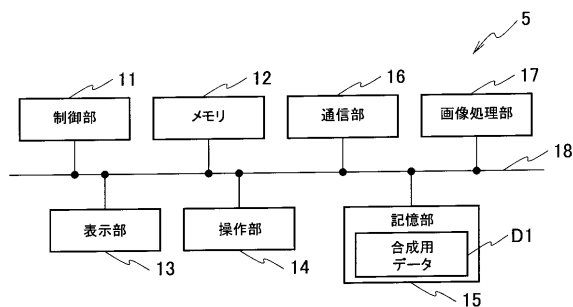 5
11
12
16
17
制御部
メモリ
通信部
画像処理部
18
表示部
操作部
記憶部
合成用
データ
D1
13
14
15